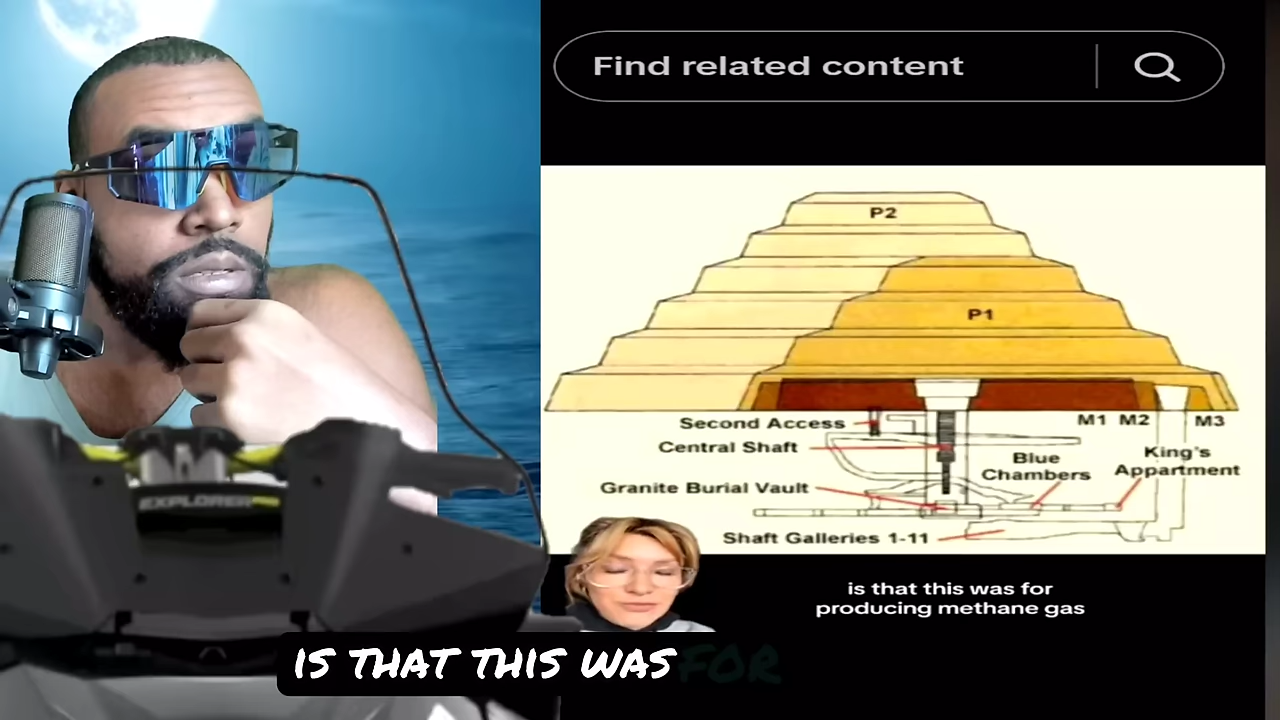 Find related content
P2
P1
Second Access
Central Shaft
M1 M2 M3
Blue
Chambers
King's
Appartment
Granite Burial Vault
Shaft Galleries 1-11
EXPLORER
is that this was for
producing methane gas
IS THAT THIS WAS FOR